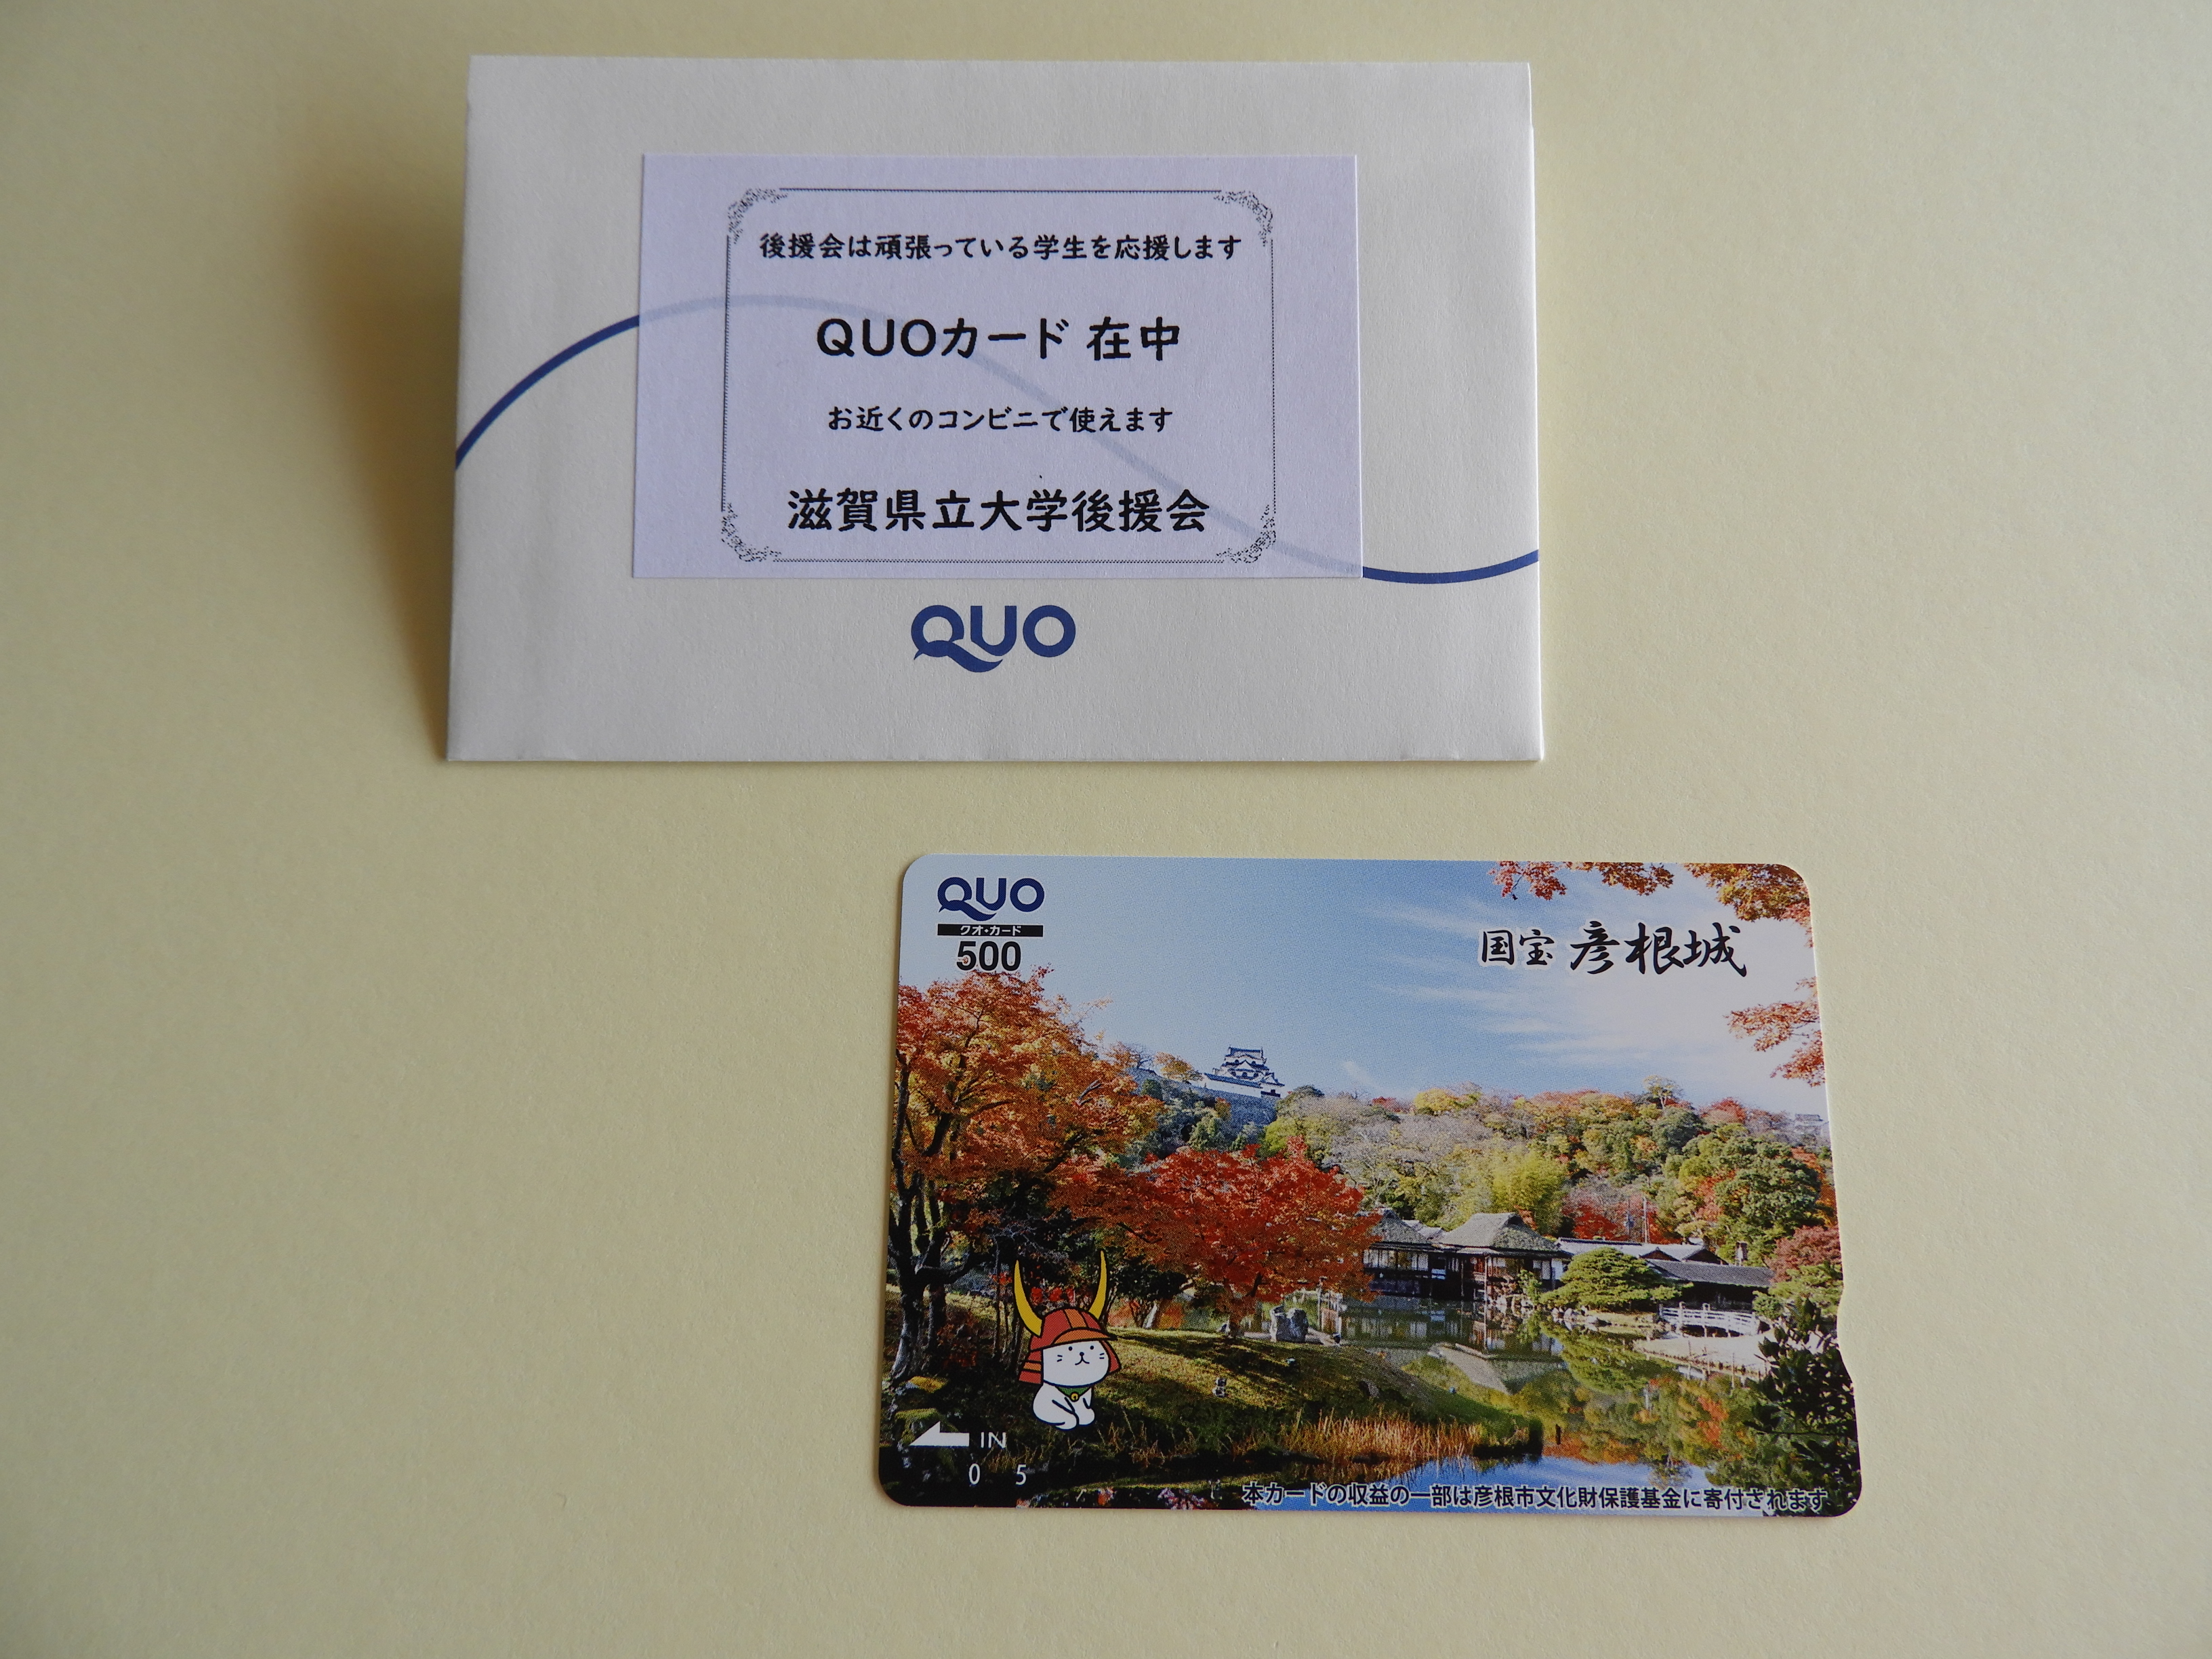 後援会は頑張っている学生を応援します
QUOカード 在中
お近くのコンビニで使えます
滋賀県立大学後援会
QUO
QUO
クオ・カード
500
国宝 彦根城
IN
0 5
本カードの収益の一部は彦根市文化財保護基金に寄付されます